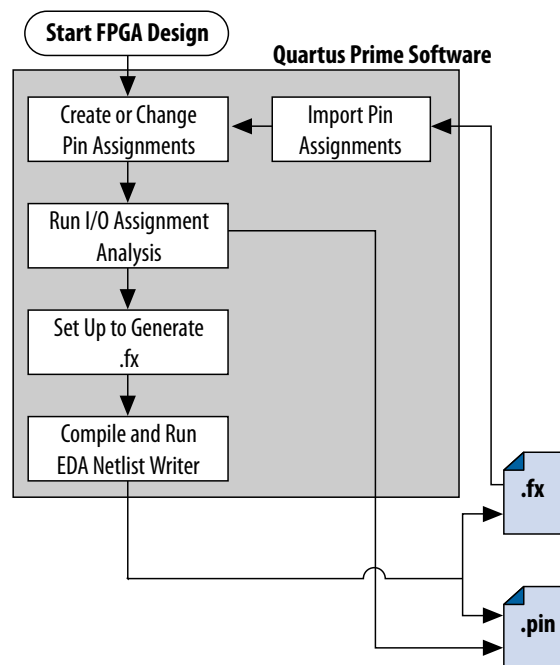 Start FPGA Design
Quartus Prime Software
Create or Change
Pin Assignments
Import Pin
Assignments
Run I/O Assignment
Analysis
Set Up to Generate
.fx
Compile and Run
EDA Netlist Writer
.fx
.pin